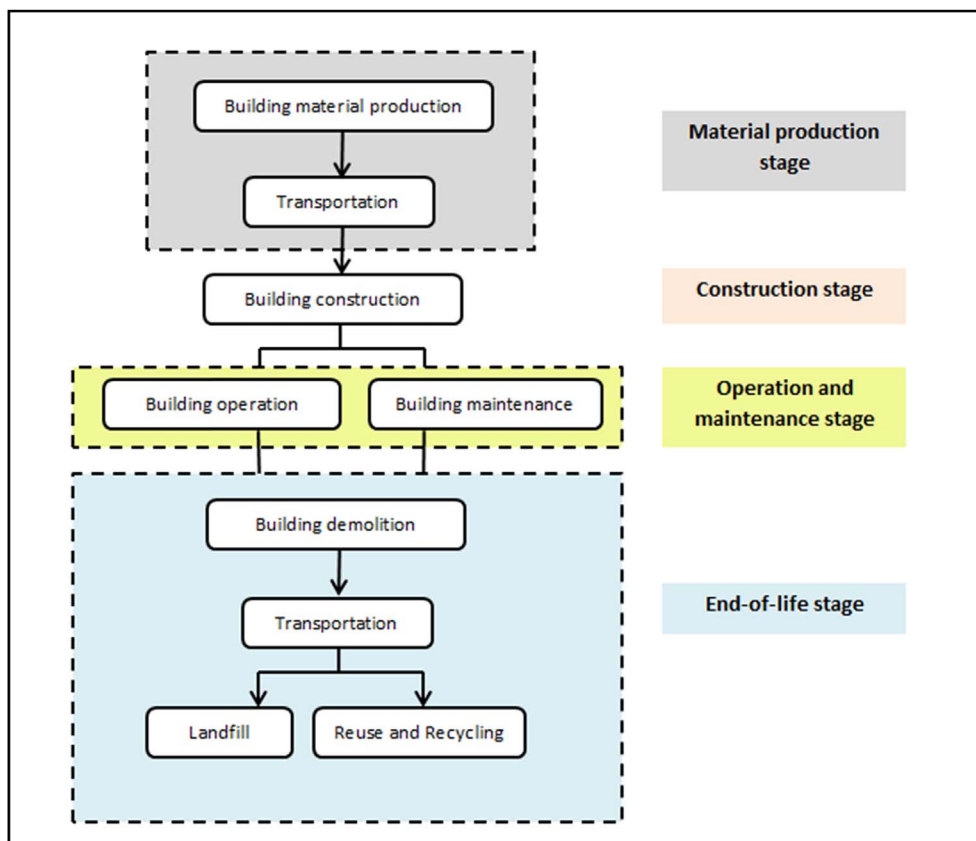 Building material production
Material production
stage
Transportation
Building construction
Construction stage
Building operation
Building maintenance
Operation and
maintenance stage
Building demolition
Transportation
End-of-life stage
Landfill
Reuse and Recycling